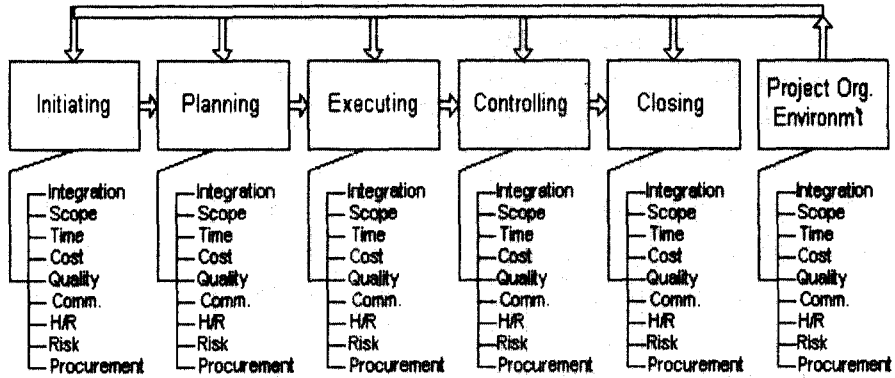 Initiating
Planning
Executing
Controlling
Closing
Project Org.
Environm't
Integration
Scope
Time
Cost
Quality
Comm.
H/R
Risk
Procurement
Integration
Scope
Time
Cost
Quality
Comm.
H/R
Risk
Procurement
Integration
Scope
Time
Cost
Quality
Comm.
H/R
Risk
Procurement
Integration
Scope
Time
Cost
Quality
Comm.
H/R
Risk
Procurement
Integration
Scope
Time
Cost
Quality
Comm.
H/R
Risk
Procurement
Integration
Scope
Time
Cost
Quality
Comm.
H/R
Risk
Procurement